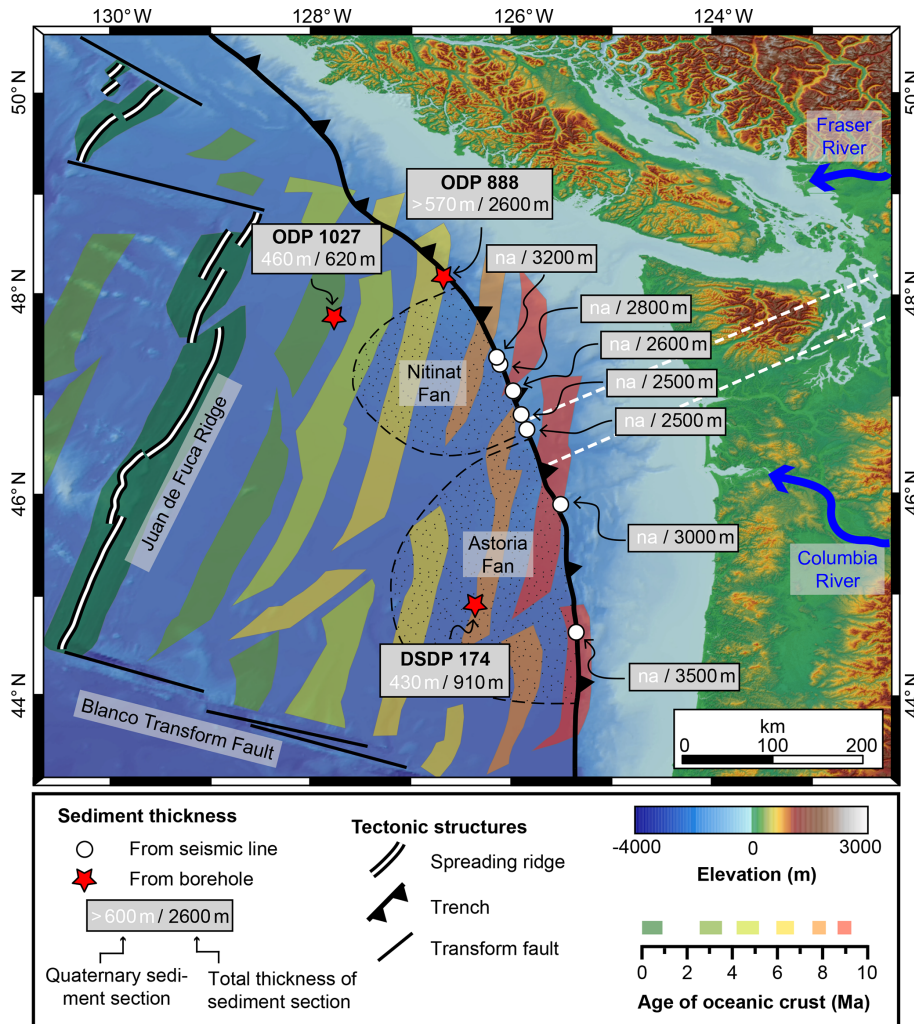 130°W 128°W 126°W 124°W
50°N
50°N
Fraser
River
ODP 888
>570 m / 2600 m
ODP 1027
460 m / 620 m
na / 3200 m
48°N
48°N
na / 2800 m
na / 2600 m
Nitinat
Fan
na / 2500 m
na / 2500 m
Juan de Fuca Ridge
46°N
46°N
na / 3000 m
Astoria
Fan
Columbia
River
DSDP 174
430 m / 910 m
na / 3500 m
44°N
44°N
Blanco Transform Fault
km
0 100 200
Sediment thickness
From seismic line
From borehole
>600 m / 2600 m
Quaternary sedi-
ment section
Total thickness of
sediment section
Tectonic structures
Spreading ridge
Trench
Transform fault
-4000 0 3000
Elevation (m)
0 2 4 6 8 10
Age of oceanic crust (Ma)